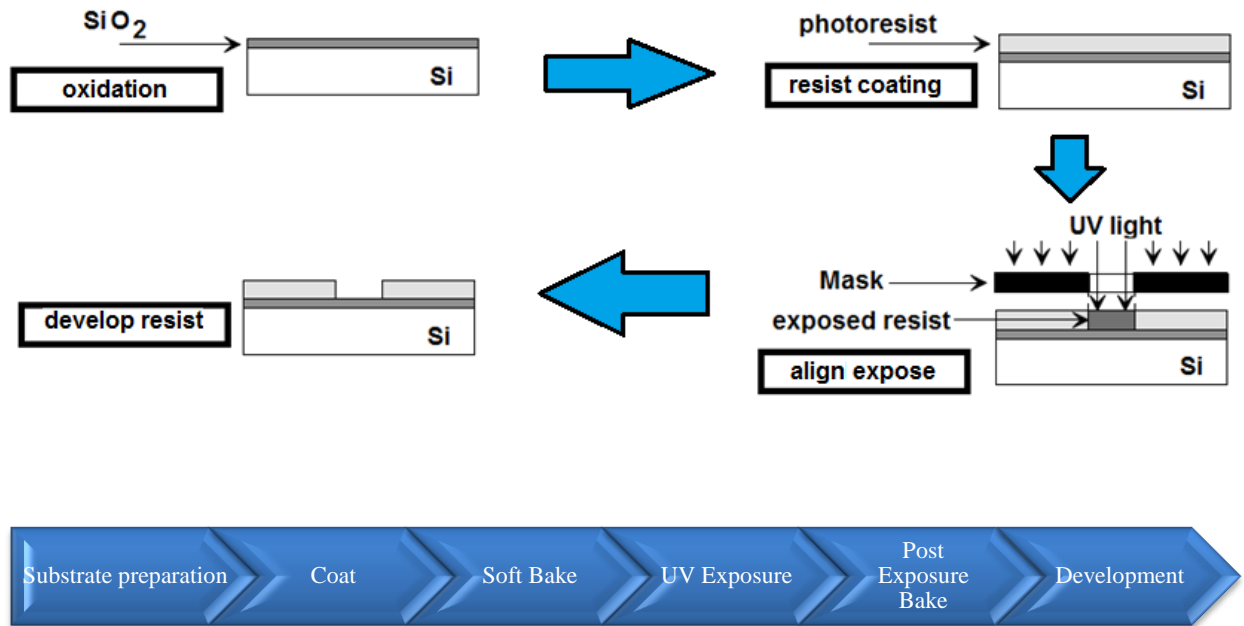 SiO2
oxidation
Si
photoresist
resist coating
Si
UV light
Mask
exposed resist
align expose
Si
develop resist
Si
Substrate preparation
Coat
Soft Bake
UV Exposure
Post
Exposure
Bake
Development